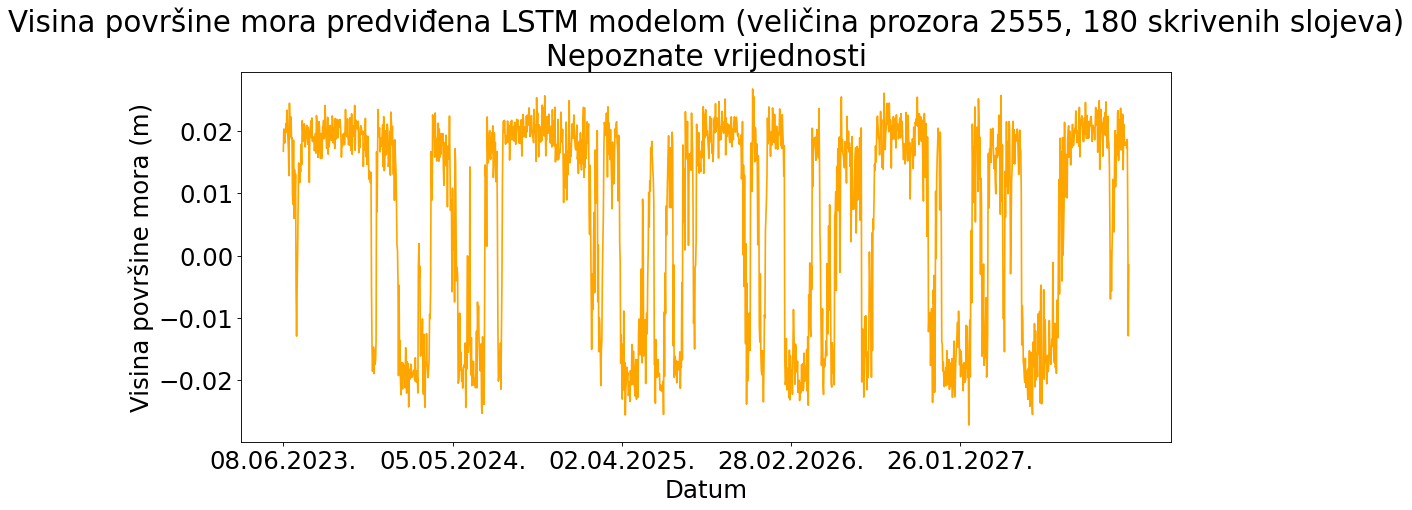 Visina površine mora predviđena LSTM modelom (veličina prozora 2555, 180 skrivenih slojeva)
Nepoznate vrijednosti
Visina površine mora (m)
0.02
0.01
0.00
−0.01
−0.02
08.06.2023. 05.05.2024. 02.04.2025. 28.02.2026. 26.01.2027.
Datum